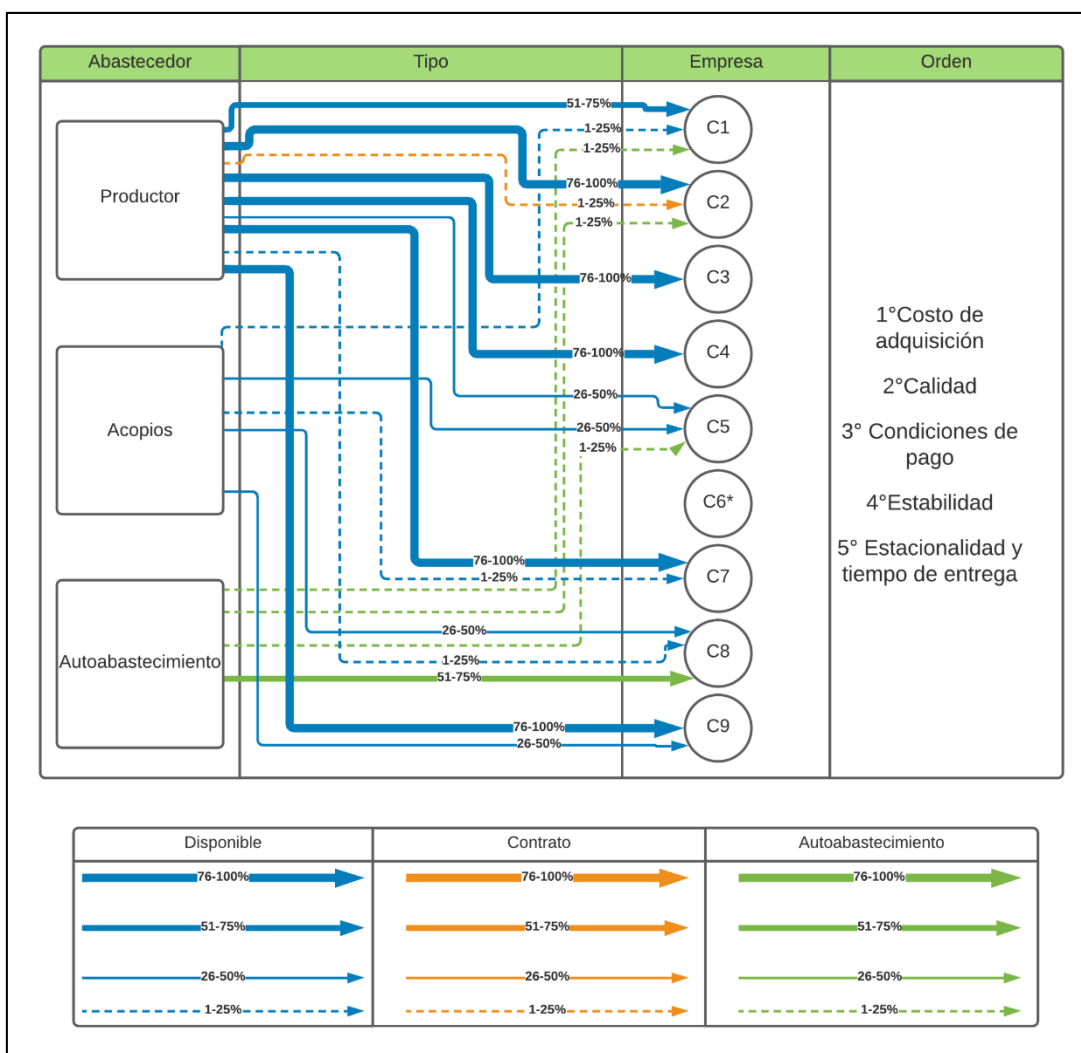 Abastecedor
Tipo
Empresa
Orden
Productor
Acopios
Autoabastecimiento
51-75%
1-25%
1-25%
76-100%
1-25%
1-25%
76-100%
76-100%
26-50%
26-50%
1-25%
76-100%
1-25%
26-50%
1-25%
51-75%
76-100%
26-50%
C1
C2
C3
C4
C5
C6*
C7
C8
C9
1°Costo de
adquisición
2°Calidad
3° Condiciones de
pago
4°Estabilidad
5° Estacionalidad y
tiempo de entrega
Disponible
Contrato
Autoabastecimiento
76-100%
76-100%
76-100%
51-75%
51-75%
51-75%
26-50%
26-50%
26-50%
1-25%
1-25%
1-25%